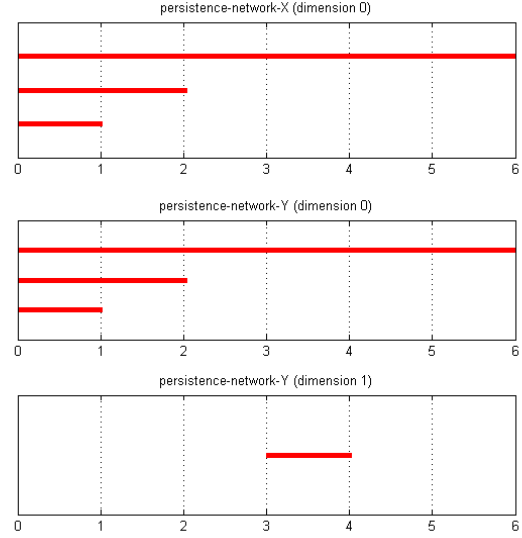 persistence-network-X (dimension 0)
0 1 2 3 4 5 6
persistence-network-Y (dimension 0)
0 1 2 3 4 5 6
persistence-network-Y (dimension 1)
0 1 2 3 4 5 6